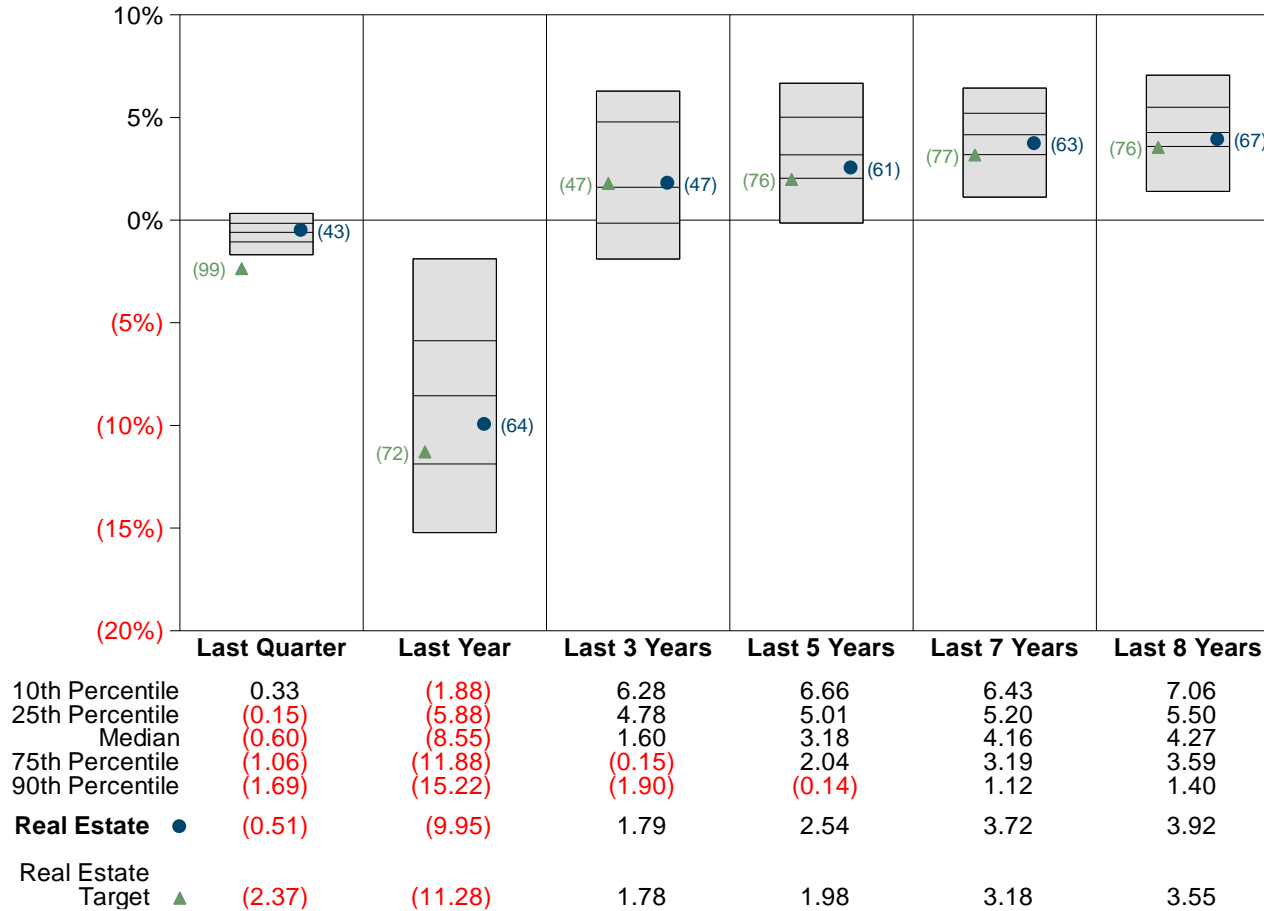 10%
5%
0%
(5%)
(10%)
(15%)
(20%)
(99)
(43)
(72)
(64)
(47)
(47)
(76)
(61)
(77)
(63)
(76)
(67)
Last Quarter Last Year Last 3 Years Last 5 Years Last 7 Years Last 8 Years
10th Percentile 0.33 (1.88) 6.28 6.66 6.43 7.06
25th Percentile (0.15) (5.88) 4.78 5.01 5.20 5.50
Median (0.60) (8.55) 1.60 3.18 4.16 4.27
75th Percentile (1.06) (11.88) (0.15) 2.04 3.19 3.59
90th Percentile (1.69) (15.22) (1.90) (0.14) 1.12 1.40
Real Estate (0.51) (9.95) 1.79 2.54 3.72 3.92
Real Estate
Target (2.37) (11.28) 1.78 1.98 3.18 3.55